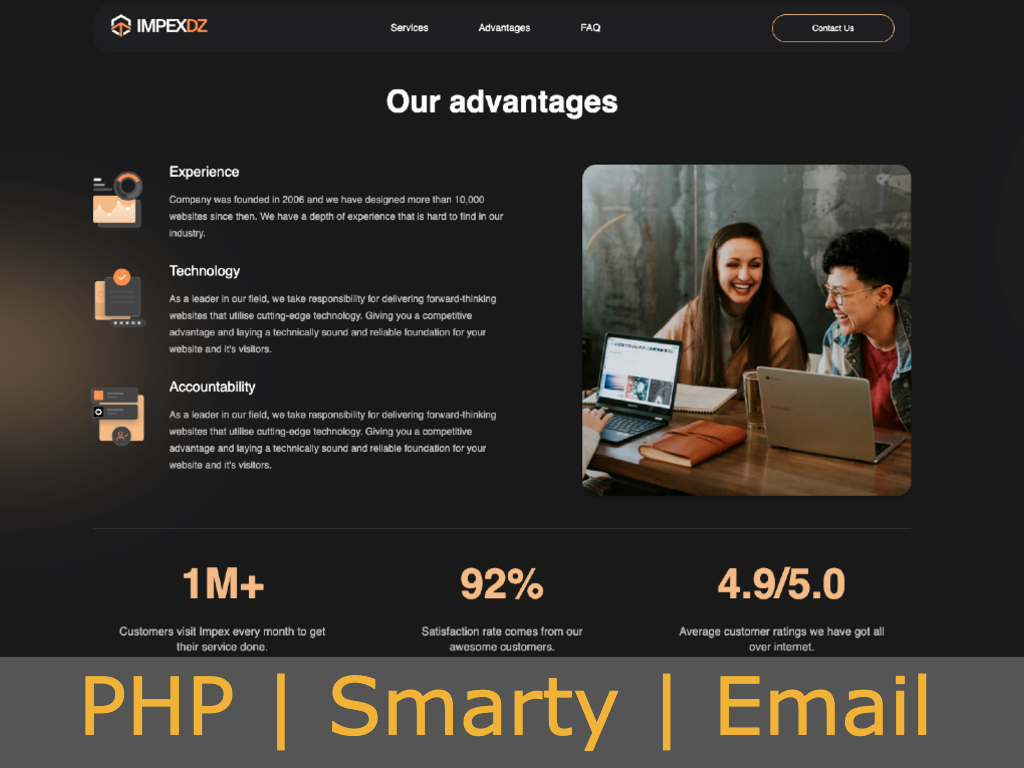 IMPEXDZ
Services
Advantages
FAQ
Contact Us
Our advantages
Experience
Company was founded in 2006 and we have designed more than 10,000
websites since then. We have a depth of experience that is hard to find in our
industry.
Technology
As a leader in our field, we take responsibility for delivering forward-thinking
websites that utilise cutting-edge technology. Giving you a competitive
advantage and laying a technically sound and reliable foundation for your
website and it's visitors.
Accountability
As a leader in our field, we take responsibility for delivering forward-thinking
websites that utilise cutting-edge technology. Giving you a competitive
advantage and laying a technically sound and reliable foundation for your
website and it's visitors.
1M+
Customers visit Impex every month to get
their service done.
92%
Satisfaction rate comes from our
awesome customers.
4.9/5.0
Average customer ratings we have got all
over internet.
PHP | Smarty | Email